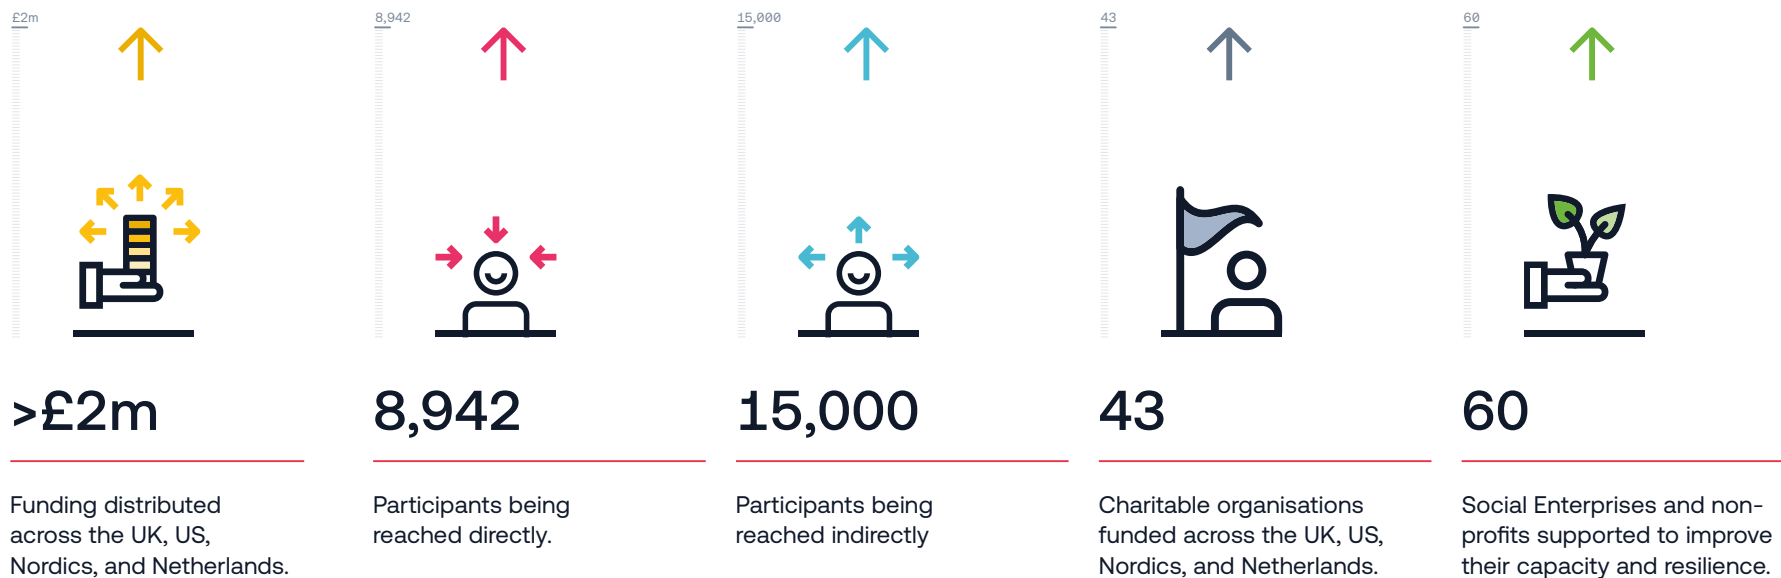 £2m
8,942
15,000
43
60
>£2m
8,942
15,000
43
60
Funding distributed
across the UK, US,
Nordics, and Netherlands.
Participants being
reached directly.
Participants being
reached indirectly
Charitable organisations
funded across the UK, US,
Nordics, and Netherlands.
Social Enterprises and non-
profits supported to improve
their capacity and resilience.